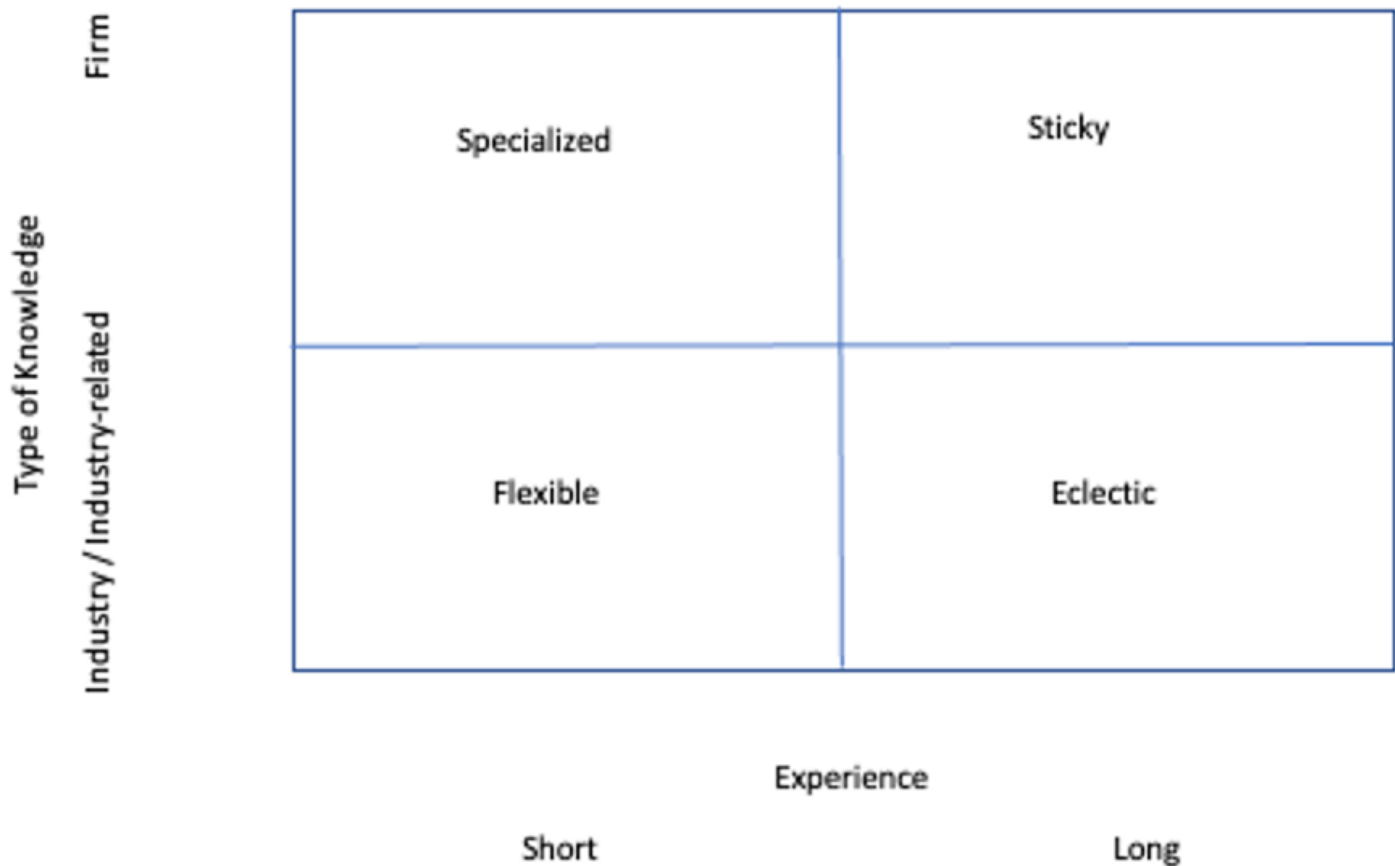 Firm
Specialized
Sticky
Type of Knowledge
Industry / Industry-related
Flexible
Eclectic
Experience
Short
Long